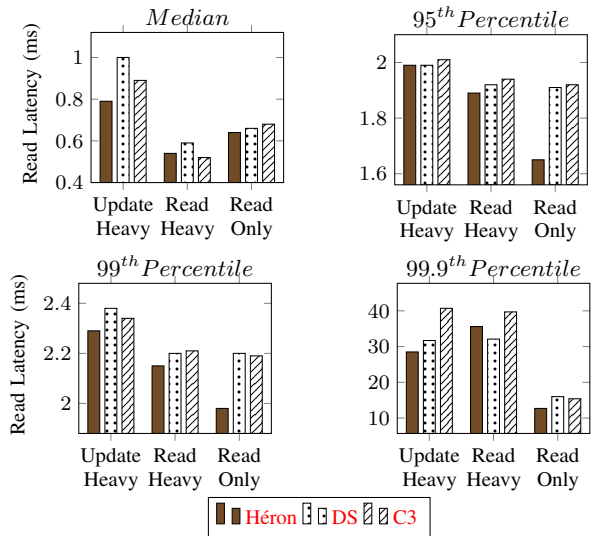 Median
Read Latency (ms)
1
0.8
0.6
0.4
Update Heavy
Read Heavy
Read Only
95th Percentile
2
1.8
1.6
Update Heavy
Read Heavy
Read Only
99th Percentile
Read Latency (ms)
2.4
2.2
2
Update Heavy
Read Heavy
Read Only
99.9th Percentile
40
30
20
10
Update Heavy
Read Heavy
Read Only
Héron DS C3